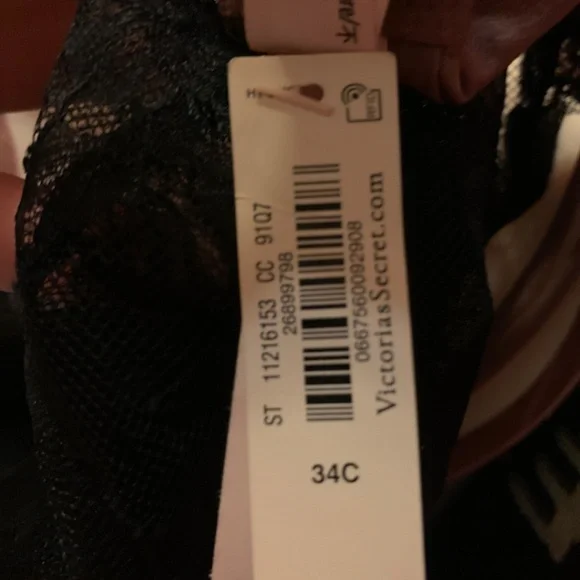 ST 11216153 CC 91Q7
26899798
0667560092908
VictoriasSecret.com
34C